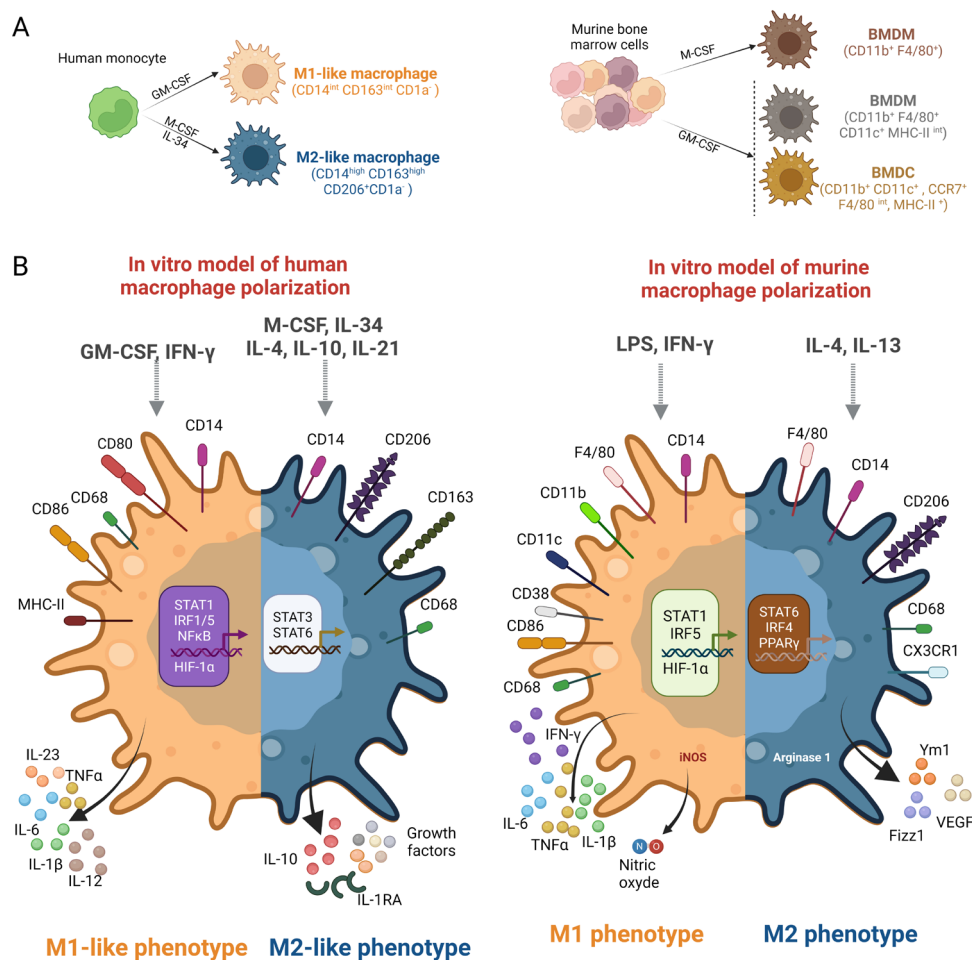 A
Human monocyte
GM-CSF
M-CSF
IL-34
M1-like macrophage
(CD14int CD163int CD1a- )
M2-like macrophage
(CD14high CD163high
CD206+CD1a- )
Murine bone
marrow cells
M-CSF
GM-CSF
BMDM
(CD11b+ F4/80+)
BMDM
(CD11b+ F4/80+
CD11c+ MHC-II int)
BMDC
(CD11b+ CD11c+ , CCR7+
F4/80 int, MHC-II +)
B
In vitro model of human
macrophage polarization
GM-CSF, IFN-γ
M-CSF, IL-34
IL-4, IL-10, IL-21
CD14
CD80
CD68
CD86
MHC-II
CD14
CD206
CD163
CD68
STAT1
IRF1/5
NFκB
HIF-1α
STAT3
STAT6
IL-23
TNFα
IL-6
IL-1β
IL-12
IL-10
Growth
factors
IL-1RA
M1-like phenotype
M2-like phenotype
In vitro model of murine
macrophage polarization
LPS, IFN-γ
IL-4, IL-13
CD14
F4/80
CD11b
CD11c
CD38
CD86
CD68
F4/80
CD14
CD206
CD68
CX3CR1
STAT1
IRF5
HIF-1α
STAT6
IRF4
PPARγ
IFN-γ
iNOS
Arginase 1
IL-6
TNFα
IL-1β
N O
Nitric
oxyde
Ym1
Fizz1
VEGF
M1 phenotype
M2 phenotype